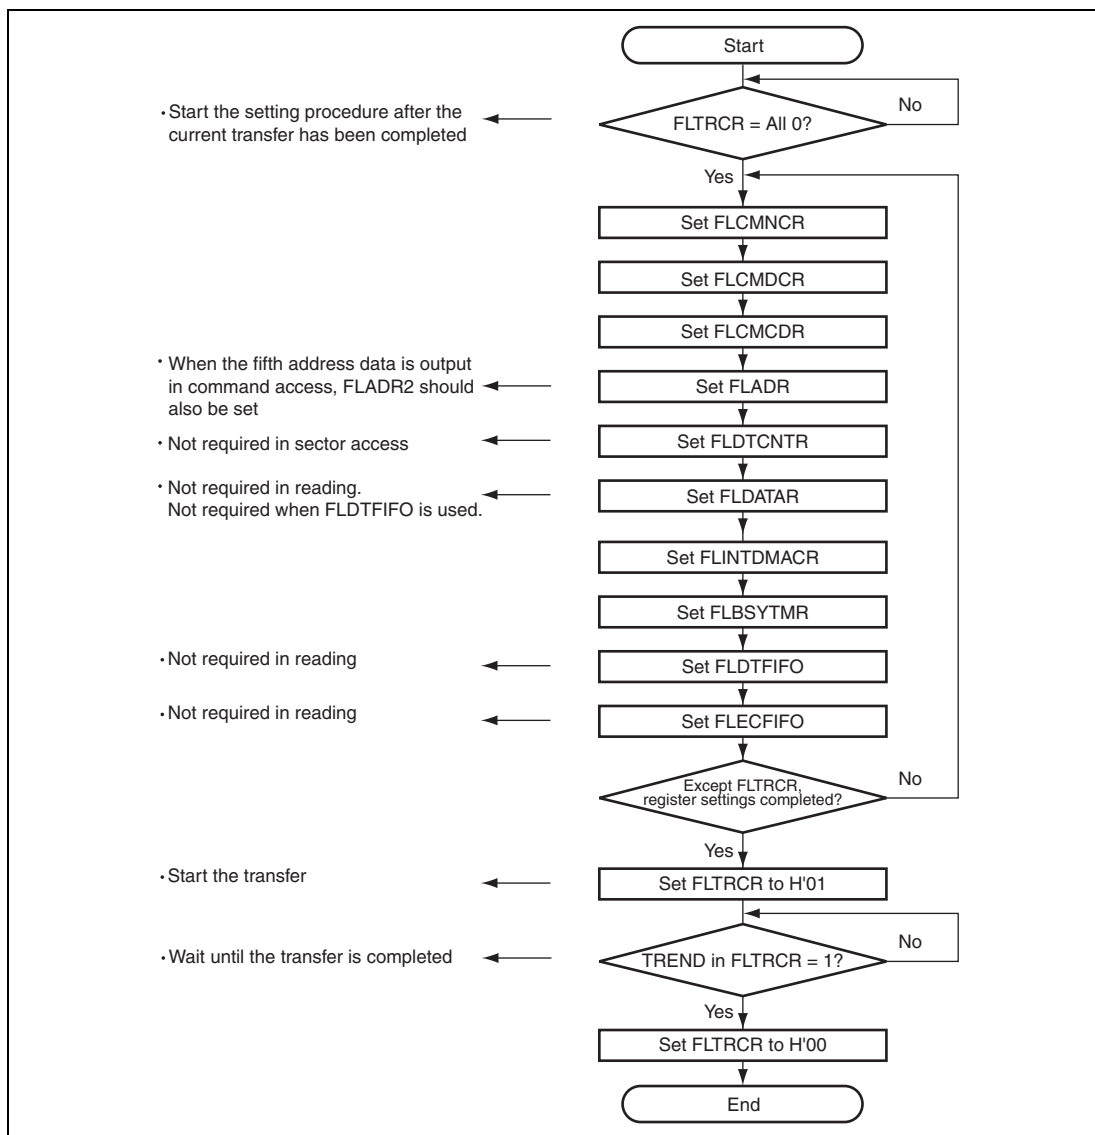 Start
No
· Start the setting procedure after the
current transfer has been completed
FLTRCR = All 0?
Yes
Set FLCMNCR
Set FLCMDCR
Set FLCMCDR
· When the fifth address data is output
in command access, FLADR2 should
also be set
Set FLADR
· Not required in sector access
Set FLDTCNTR
· Not required in reading.
Not required when FLDTFIFO is used.
Set FLDATAR
Set FLINTDMACR
Set FLBSYTMR
· Not required in reading
Set FLDTFIFO
· Not required in reading
Set FLECFIFO
No
Except FLTRCR,
register settings completed?
Yes
· Start the transfer
Set FLTRCR to H'01
No
· Wait until the transfer is completed
TREND in FLTRCR = 1?
Yes
Set FLTRCR to H'00
End